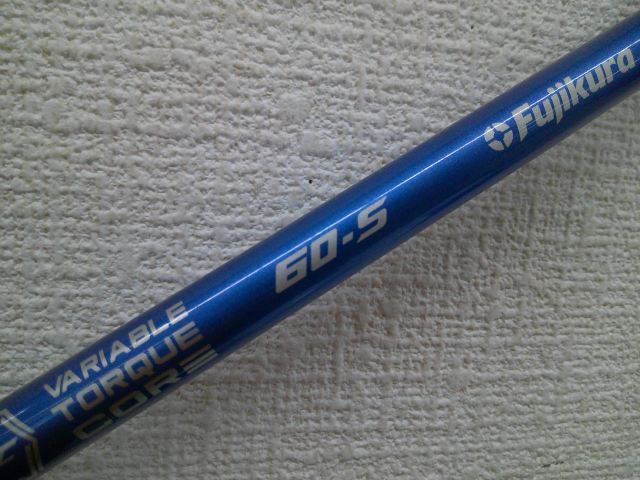 Fujikura
60-S
VARIABLE
TORQUE
CORE